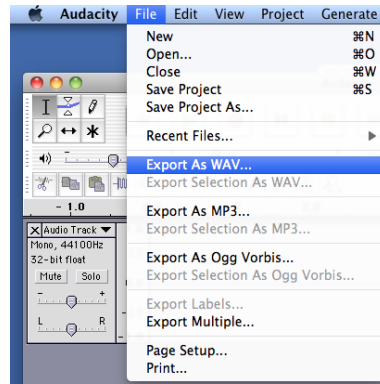 Audacity File Edit View Project Generate
New ⌘N
Open... ⌘O
Close ⌘W
Save Project ⌘S
Save Project As...
Recent Files...
Export As WAV...
Export Selection As WAV...
Export As MP3...
Export Selection As MP3...
Export As Ogg Vorbis...
Export Selection As Ogg Vorbis...
Export Labels...
Export Multiple...
Page Setup...
Print...
- 1.0
X Audio Track
Mono, 44100Hz
32-bit float
Mute Solo
- +
L R